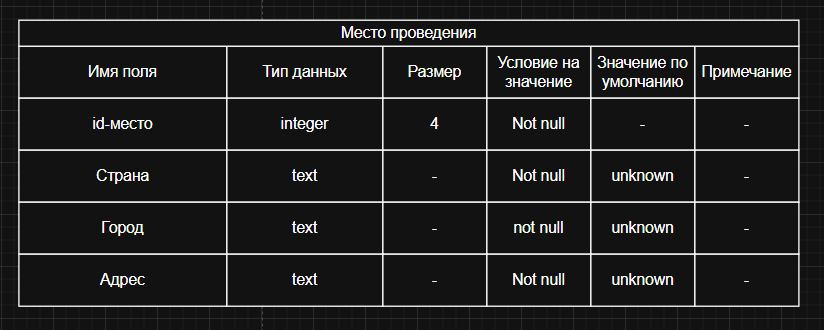 Место проведения
Имя поля Тип данных Размер Условие на значение Значение по умолчанию Примечание
id-место integer 4 Not null - -
Страна text - Not null unknown -
Город text - not null unknown -
Адрес text - Not null unknown -